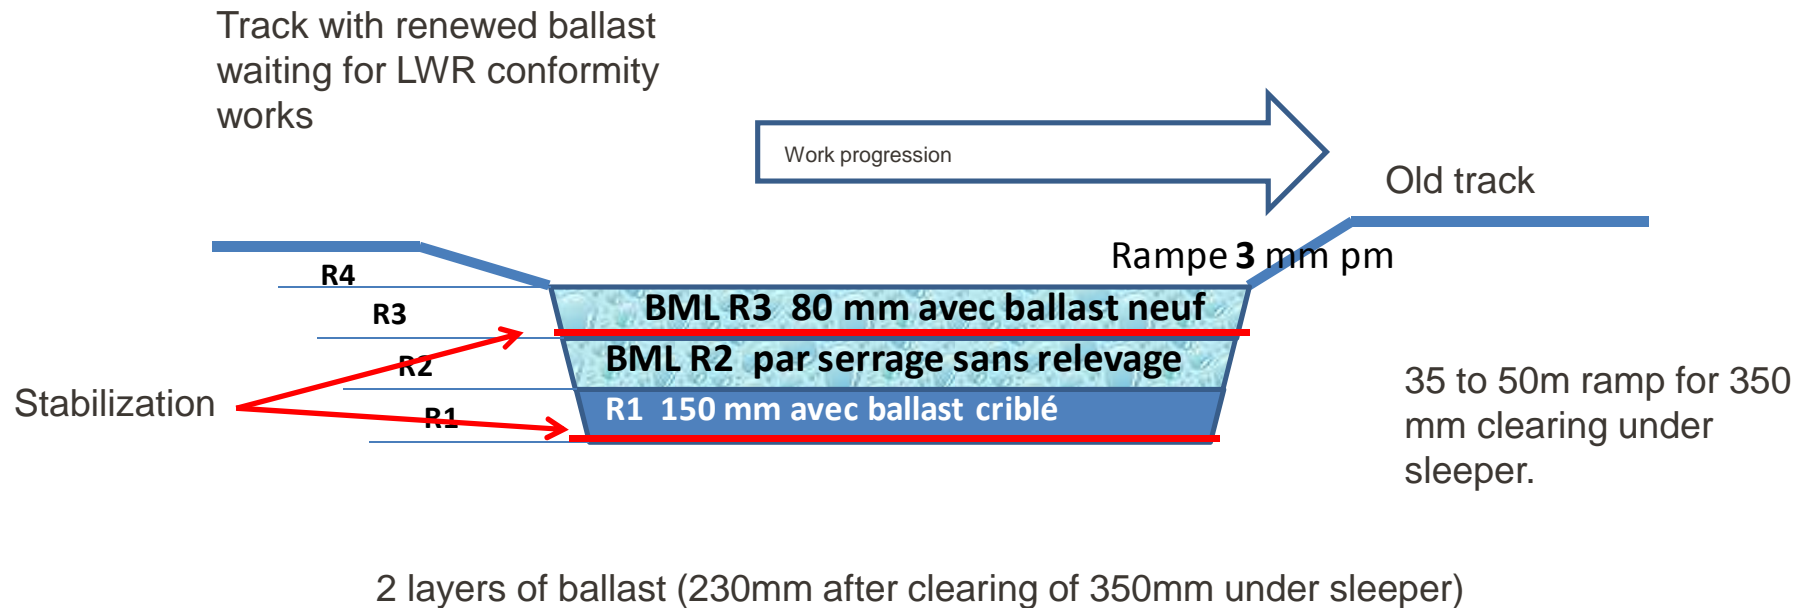 Track with renewed ballast
waiting for LWR conformity
works
Work progression
Old track
Rampe 3 mm pm
R4
BML R3 80 mm avec ballast neuf
R3
BML R2 par serrage sans relevage
R2
35 to 50m ramp for 350
mm clearing under
sleeper.
Stabilization
R1 150 mm avec ballast criblé
R1
2 layers of ballast (230mm after clearing of 350mm under sleeper)